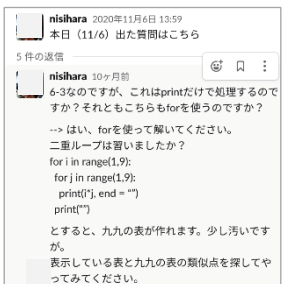 nisihara 2020年11月6日 13:59
本日（11/6）出た質問はこちら
5 件の返信
nisihara 10ヶ月前
6-3なのですが、これはprintだけで処理するので
すか？それともこちらもforを使うのですか？
--> はい、forを使って解いてください。
二重ループは習いましたか？
for i in range(1,9):
for j in range(1,9):
print(i*j, end = “”)
print(“”)
とすると、九九の表が作れます。少し汚いです
が。
表示している表と九九の表の類似点を探してや
ってみてください。